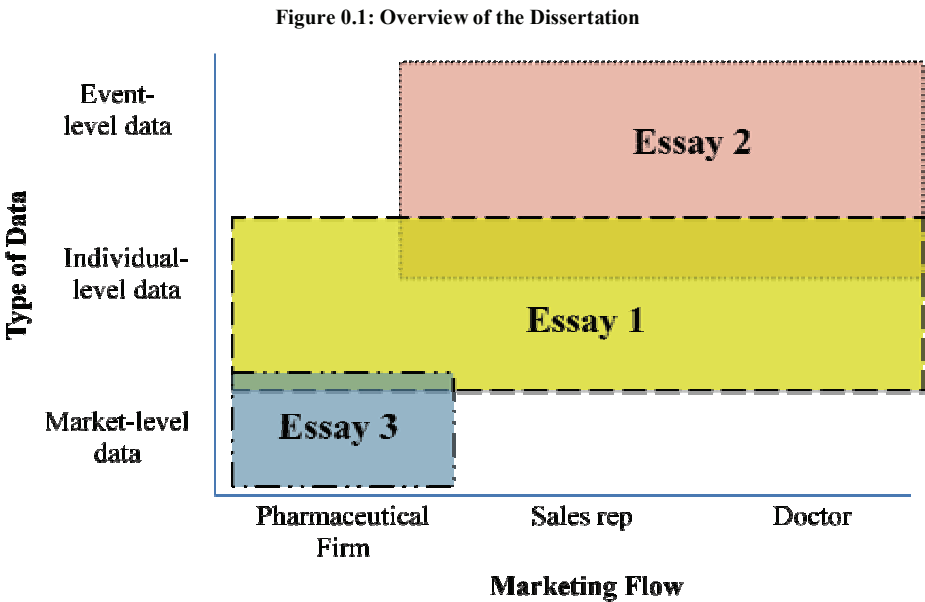 Figure 0.1: Overview of the Dissertation
Event-
level data
Essay 2
Type of Data
Individual-
level data
Essay 1
Market-level
data
Essay 3
Pharmaceutical
Firm
Sales rep
Doctor
Marketing Flow